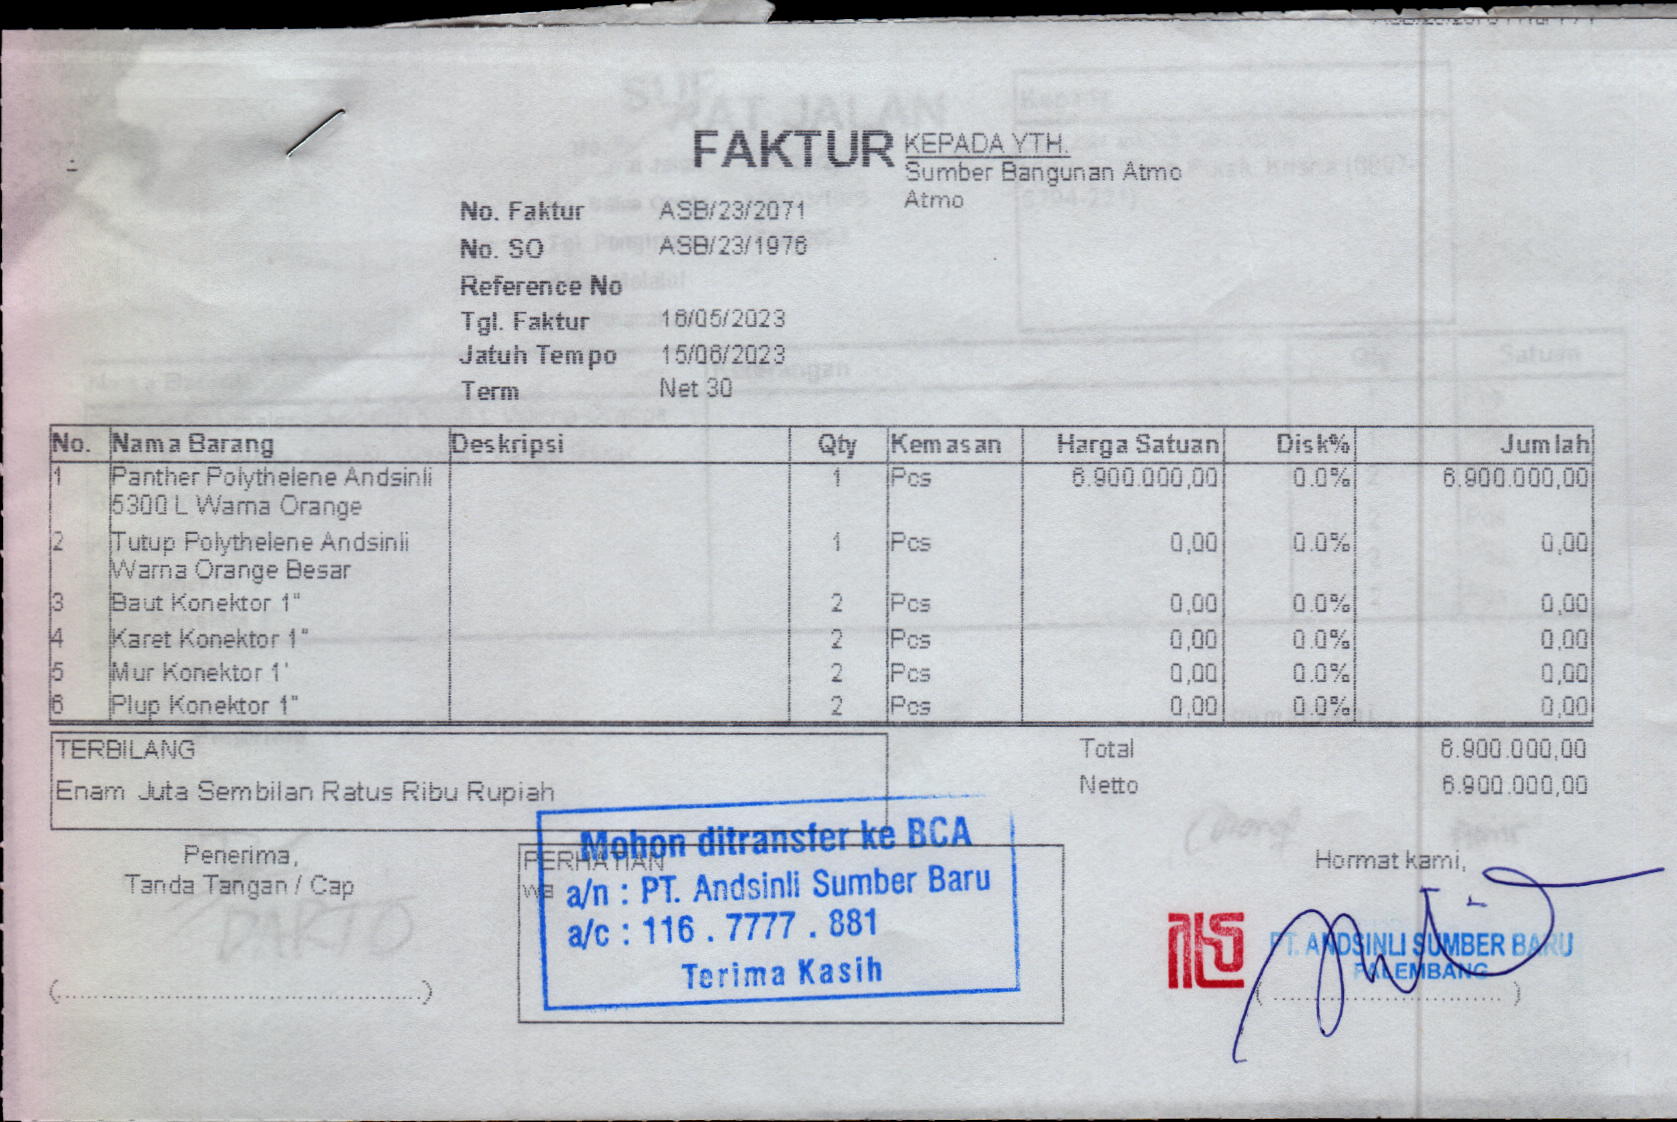 FAKTUR
KEPADA YTH.
Sumber Bangunan Atmo
Atmo
No. Faktur ASB/23/2071
No. SO ASB/23/1976
Reference No
Tgl. Faktur 16/05/2023
Jatuh Tempo 15/06/2023
Term Net 30
No. Nama Barang Deskripsi Qty Kemasan Harga Satuan Disk% Jumlah
1 Panther Polythelene Andsinli 1 Pcs 6.900.000,00 0.0% 6.900.000,00
5300 L Warna Orange
2 Tutup Polythelene Andsinli 1 Pcs 0,00 0.0% 0,00
Warna Orange Besar
3 Baut Konektor 1" 2 Pcs 0,00 0.0% 0,00
4 Karet Konektor 1" 2 Pcs 0,00 0.0% 0,00
5 Mur Konektor 1' 2 Pcs 0,00 0.0% 0,00
6 Plup Konektor 1" 2 Pcs 0,00 0.0% 0,00
TERBILANG
Enam Juta Sembilan Ratus Ribu Rupiah
Total 6.900.000,00
Netto 6.900.000,00
Penerima,
Tanda Tangan / Cap
DARTO
(........................................)
PERHATIAN
Mohon ditransfer ke BCA
a/n : PT. Andsinli Sumber Baru
a/c : 116 . 7777 . 881
Terima Kasih
Hormat kami,
PT. ANDSINLI SUMBER BARU
PALEMBANG
(............................)